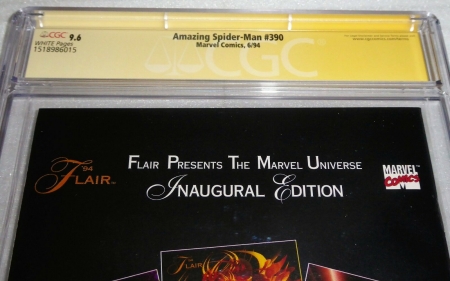 CGC 9.6
WHITE Pages
1518986015
Amazing Spider-Man #390
Marvel Comics, 6/94
CGC
'94
FLAIR™
FLAIR PRESENTS THE MARVEL UNIVERSE
INAUGURAL EDITION
MARVEL
COMICS
FLAIR